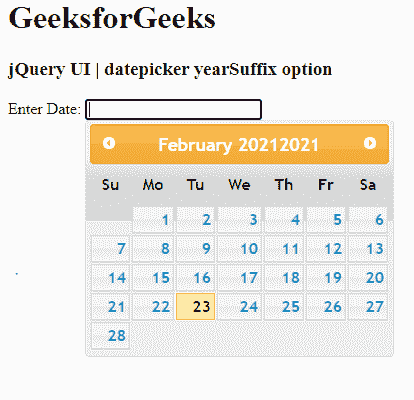 GeeksforGeeks
jQuery UI | datepicker yearSuffix option
Enter Date:
February 20212021
Su Mo Tu We Th Fr Sa
1 2 3 4 5 6
7 8 9 10 11 12 13
14 15 16 17 18 19 20
21 22 23 24 25 26 27
28